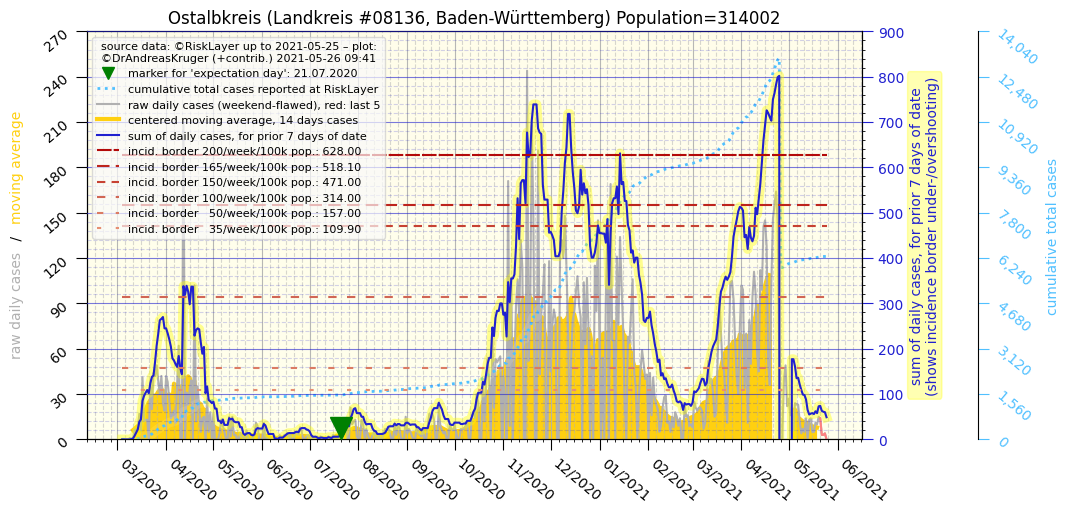 Ostalbkreis (Landkreis #08136, Baden-Württemberg) Population=314002
source data: ©RiskLayer up to 2021-05-25 – plot:
©DrAndreasKruger (+contrib.) 2021-05-26 09:41
marker for 'expectation day': 21.07.2020
cumulative total cases reported at RiskLayer
raw daily cases (weekend-flawed), red: last 5
centered moving average, 14 days cases
sum of daily cases, for prior 7 days of date
incid. border 200/week/100k pop.: 628.00
incid. border 165/week/100k pop.: 518.10
incid. border 150/week/100k pop.: 471.00
incid. border 100/week/100k pop.: 314.00
incid. border   50/week/100k pop.: 157.00
incid. border   35/week/100k pop.: 109.90
raw daily cases / moving average
270
240
210
180
150
120
90
60
30
0
03/2020
04/2020
05/2020
06/2020
07/2020
08/2020
09/2020
10/2020
11/2020
12/2020
01/2021
02/2021
03/2021
04/2021
05/2021
06/2021
900
800
700
600
500
400
300
200
100
0
sum of daily cases, for prior 7 days of date
(shows incidence border under-/overshooting)
14,040
12,480
10,920
9,360
7,800
6,240
4,680
3,120
1,560
0
cumulative total cases